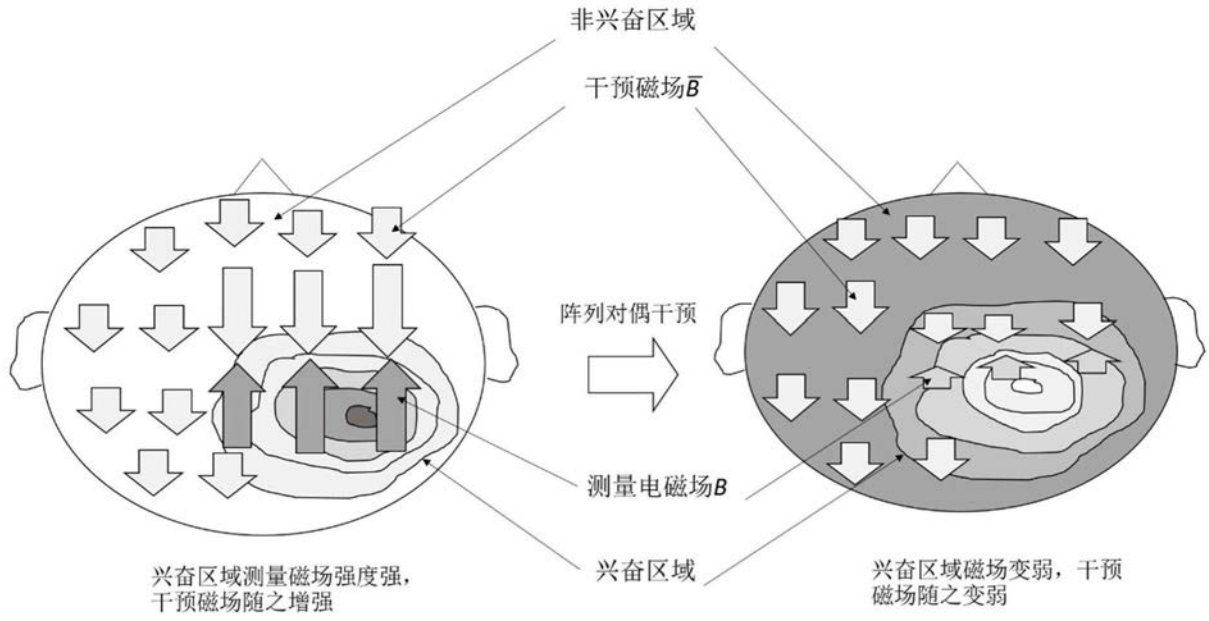 非兴奋区域
干预磁场B̅
阵列对偶干预
测量电磁场B
兴奋区域
兴奋区域测量磁场强度强，
干预磁场随之增强
兴奋区域磁场变弱，干预
磁场随之变弱